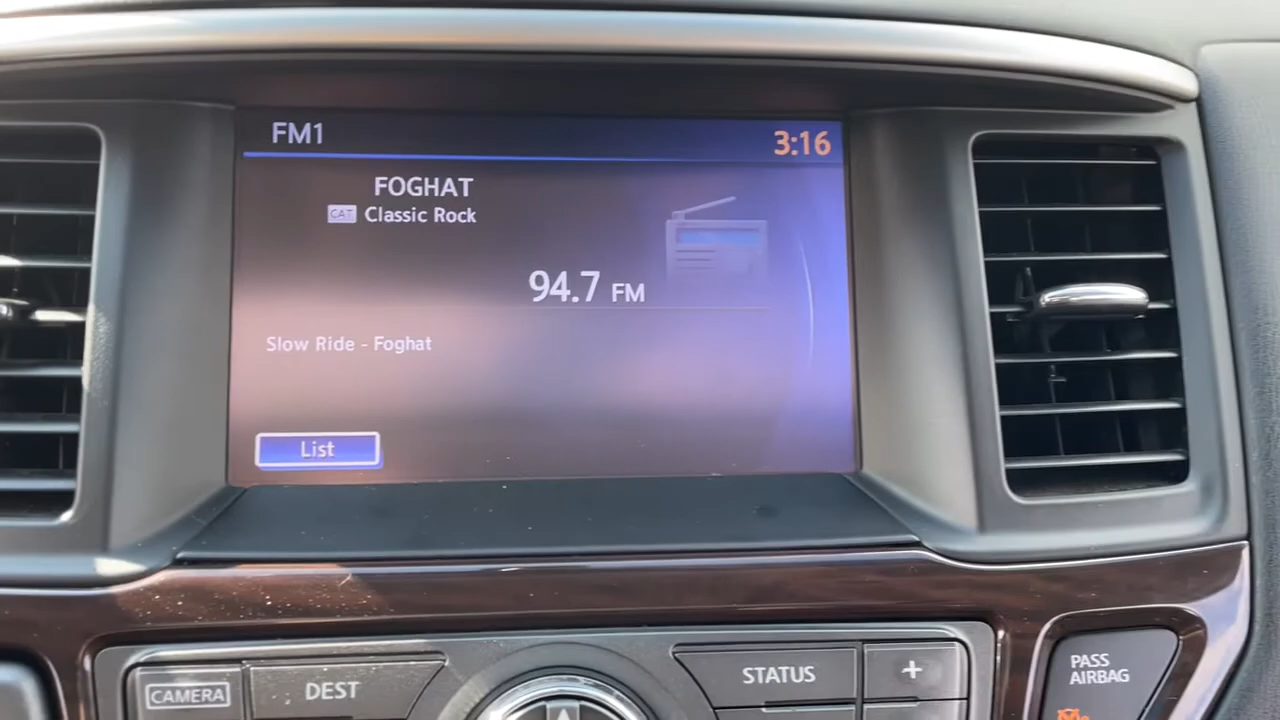 FM1
3:16
FOGHAT
CAT Classic Rock
94.7 FM
Slow Ride - Foghat
List
CAMERA
DEST
STATUS
+
PASS
AIRBAG